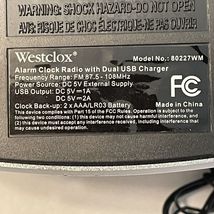 WARNING: SHOCK HAZARD-DO NOT OPEN
AVIS: RISQUE DE CHOC ÉLECTRIQUE-NE PAS OUVRIR
Westclox ®
Alarm Clock Radio with Dual USB Charger
Model # 80227WM
Frequency Range: FM 87.5 - 108MHz
Power Source: DC 5V External Supply
USB Output: DC 5V⎓1A
DC 5V⎓2A
FC
Made in China
Clock Back-up: 2 x AAA/LR03 Battery
This device complies with Part 15 of the FCC Rules. Operation is subject to the following two conditions: (1) this device may not cause harmful interference, and (2) this device must accept any interference received, including interference that may cause undesired operation.